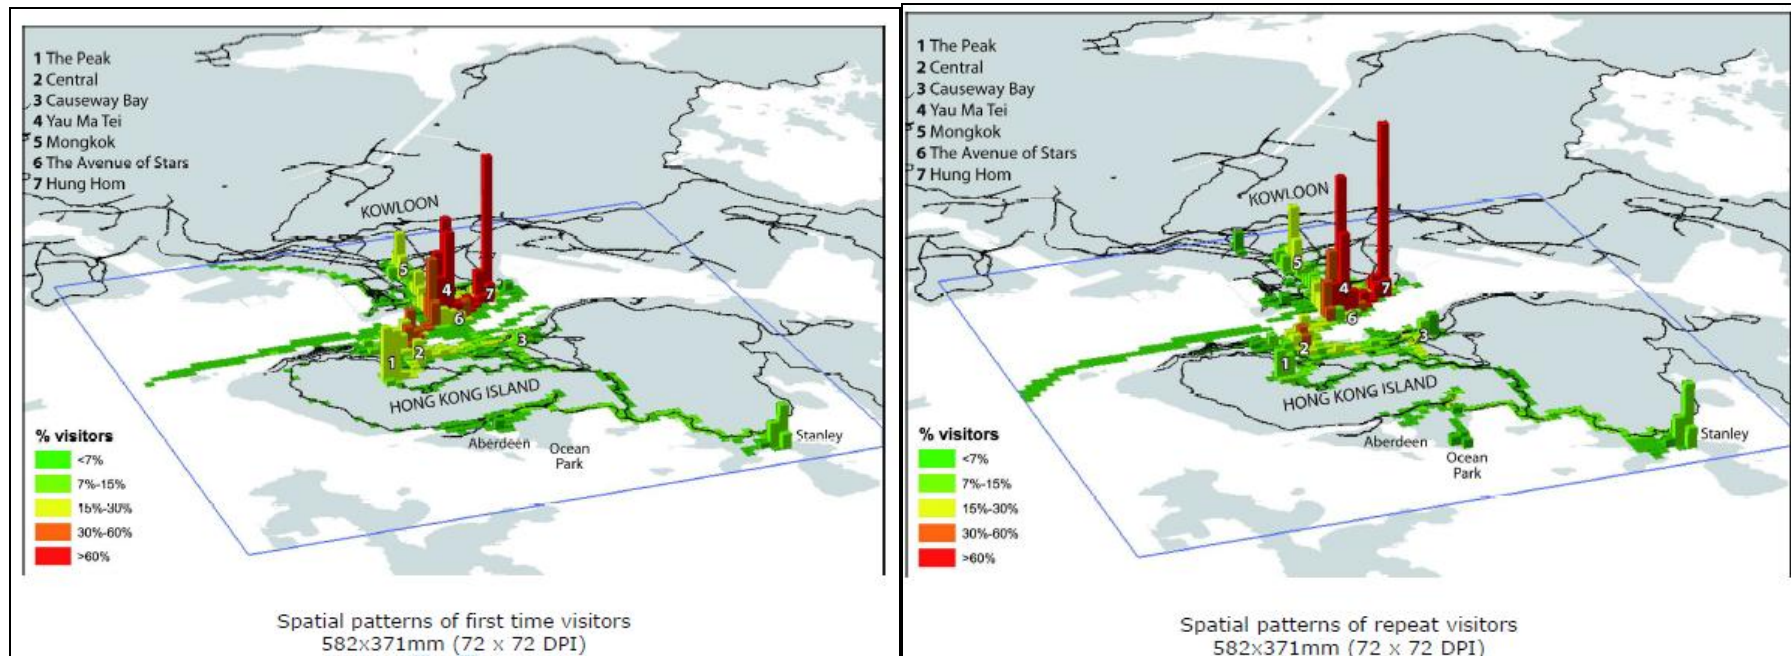 1 The Peak
2 Central
3 Causeway Bay
4 Yau Ma Tei
5 Mongkok
6 The Avenue of Stars
7 Hung Hom
KOWLOON
5
4
7
6
3
2
1
HONG KONG ISLAND
Aberdeen
Ocean
Park
Stanley
% visitors
<7%
7%-15%
15%-30%
30%-60%
>60%
Spatial patterns of first time visitors
582x371mm (72 x 72 DPI)
1 The Peak
2 Central
3 Causeway Bay
4 Yau Ma Tei
5 Mongkok
6 The Avenue of Stars
7 Hung Hom
KOWLOON
5
4
7
6
3
2
1
HONG KONG ISLAND
Aberdeen
Ocean
Park
Stanley
% visitors
<7%
7%-15%
15%-30%
30%-60%
>60%
Spatial patterns of repeat visitors
582x371mm (72 x 72 DPI)